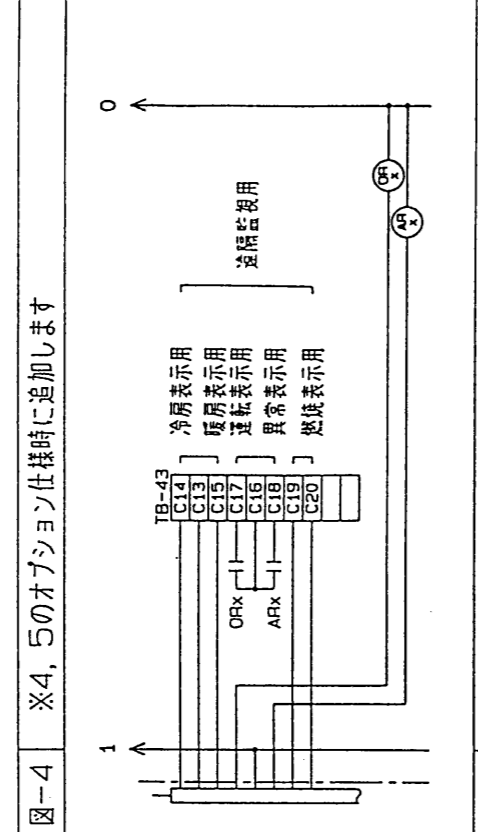 図-4 ※4, 5のオプション仕様時に追加します
1
0
TB-43
C14
C13
C15
C17
C16
C18
C19
C20
冷房表示用
暖房表示用
運転表示用
異常表示用
燃焼表示用
遠隔監視用
ORx
ARx
OR
x
AR
x